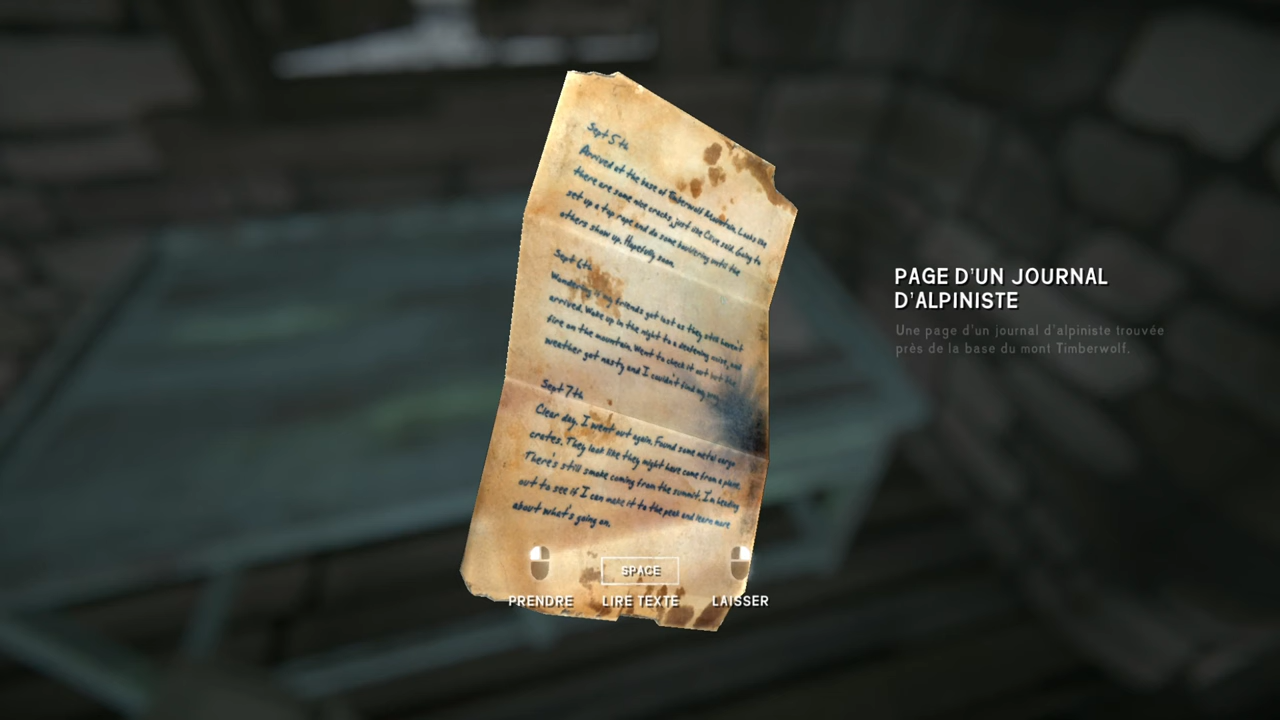 Sept 5th
Arrived at the base of Timberwolf Mountain. Looks like
there are some nice cracks, just like Case said. Going to
set up a top rope and do some bouldering until the
others show up. Hopefully soon.
Sept 6th
Wondering if my friends got lost as they still haven't
arrived. Woke up in the night to a deafening noise, and
fire on the mountain. Went to check it out but the
weather got nasty and I couldn't find my
Sept 7th
Clear day. I went out again. Found some metal cargo
crates. They look like they might have come from a plane.
There's still smoke coming from the summit. I'm heading
out to see if I can make it to the peak and learn more
about what's going on.
PAGE D'UN JOURNAL
D'ALPINISTE
Une page d'un journal d'alpiniste trouvée
près de la base du mont Timberwolf.
SPACE
PRENDRE LIRE TEXTE LAISSER